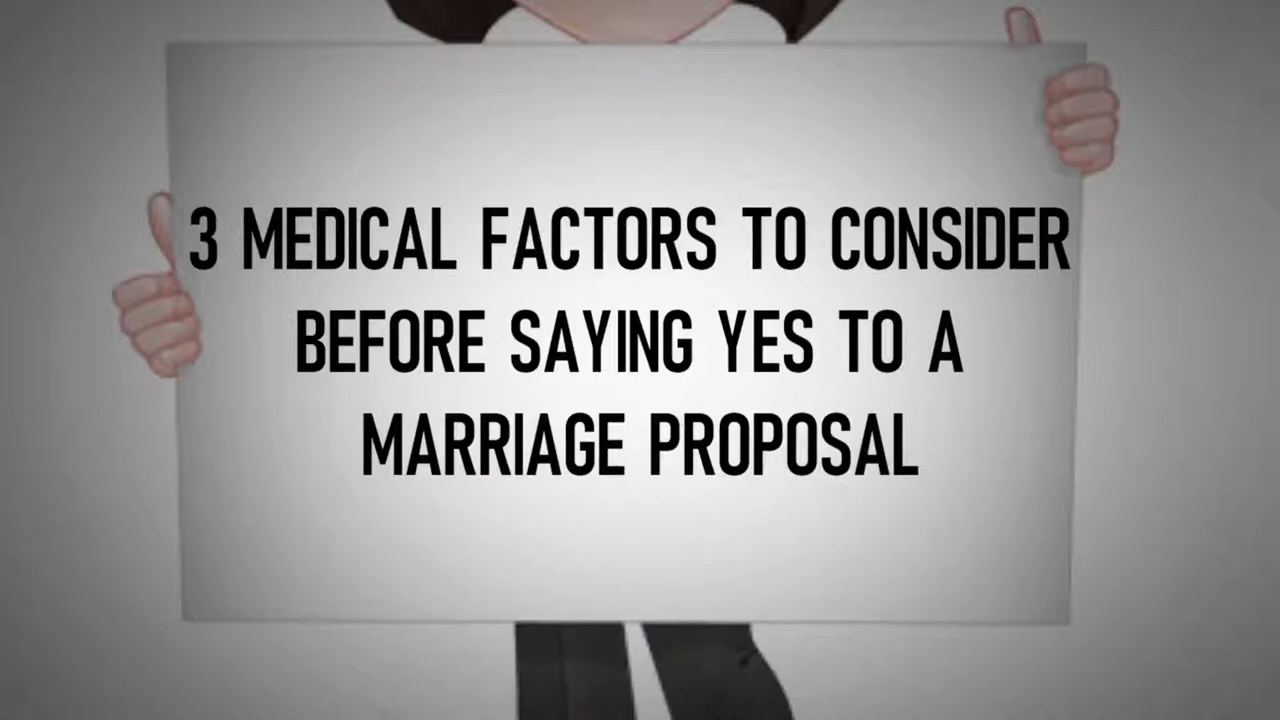 3 MEDICAL FACTORS TO CONSIDER
BEFORE SAYING YES TO A
MARRIAGE PROPOSAL